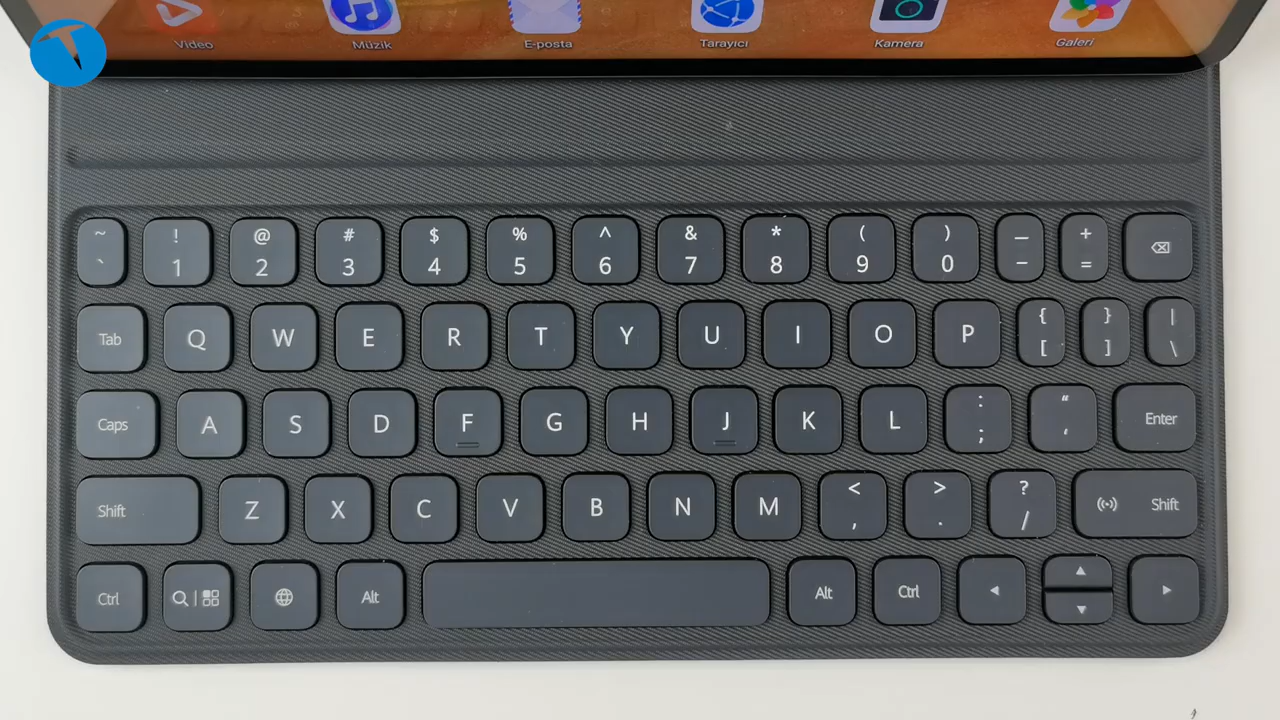 Video Müzik E-posta Tarayıcı Kamera Galeri
~ ! @ # $ % ^ & * ( ) — +
` 1 2 3 4 5 6 7 8 9 0 – =
Tab Q W E R T Y U I O P { [ } ] | \
Caps A S D F G H J K L : ; “ ‘ Enter
Shift Z X C V B N M < , > . ? / Shift
Ctrl Alt Alt Ctrl